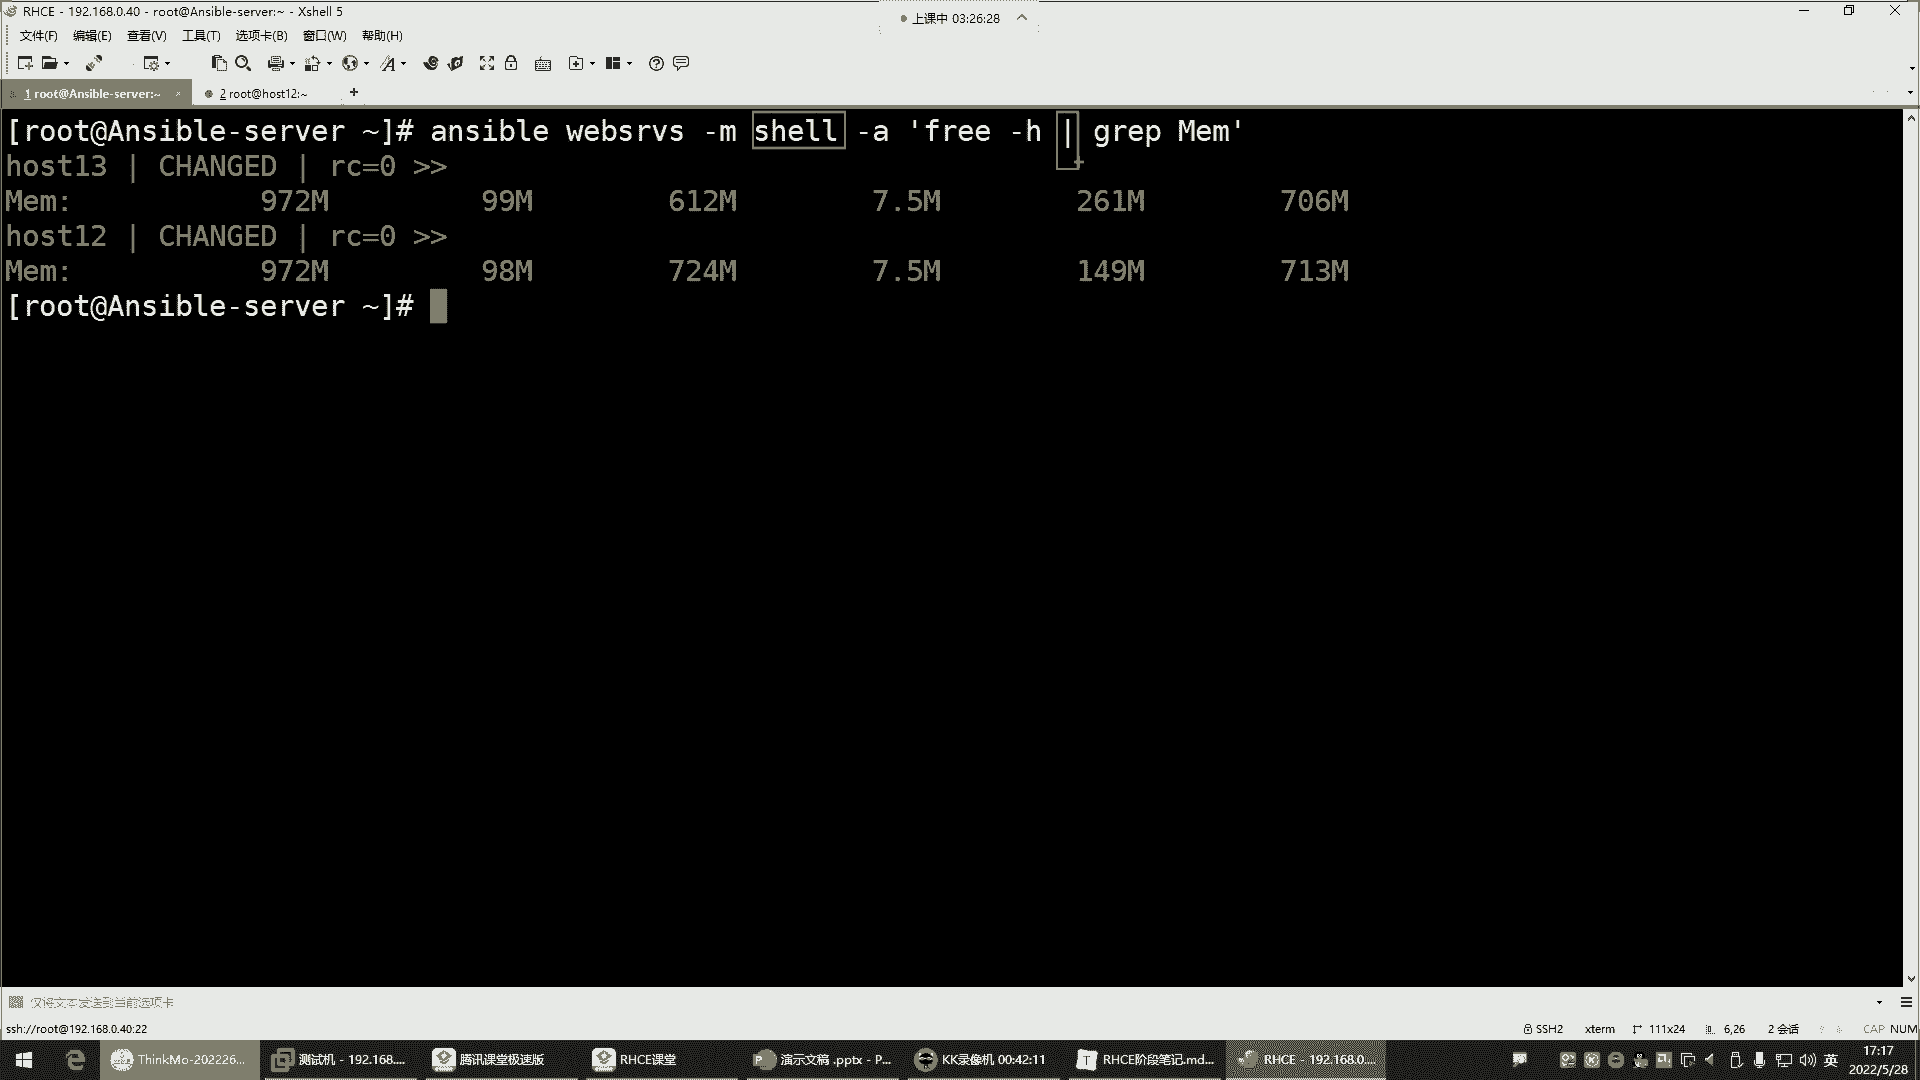 RHCE - 192.168.0.40 - root@Ansible-server:~ - Xshell 5
上课中 03:26:28
文件(F) 编辑(E) 查看(V) 工具(T) 选项卡(B) 窗口(W) 帮助(H)
1 root@Ansible-server:~ × 2 root@host12:~ +
[root@Ansible-server ~]# ansible websrvs -m shell -a 'free -h | grep Mem'
host13 | CHANGED | rc=0 >>
Mem: 972M 99M 612M 7.5M 261M 706M
host12 | CHANGED | rc=0 >>
Mem: 972M 98M 724M 7.5M 149M 713M
[root@Ansible-server ~]#
仅将文本发送到当前选项卡
ssh://root@192.168.0.40:22 SSH2 xterm 111x24 6,26 2 会话 CAP NUM
ThinkMo-202226... 测试机 - 192.168.... 腾讯课堂极速版 RHCE课堂 演示文稿 .pptx - P... KK录像机 00:42:11 RHCE阶段笔记.md... RHCE - 192.168.0.... 英 17:17
2022/5/28